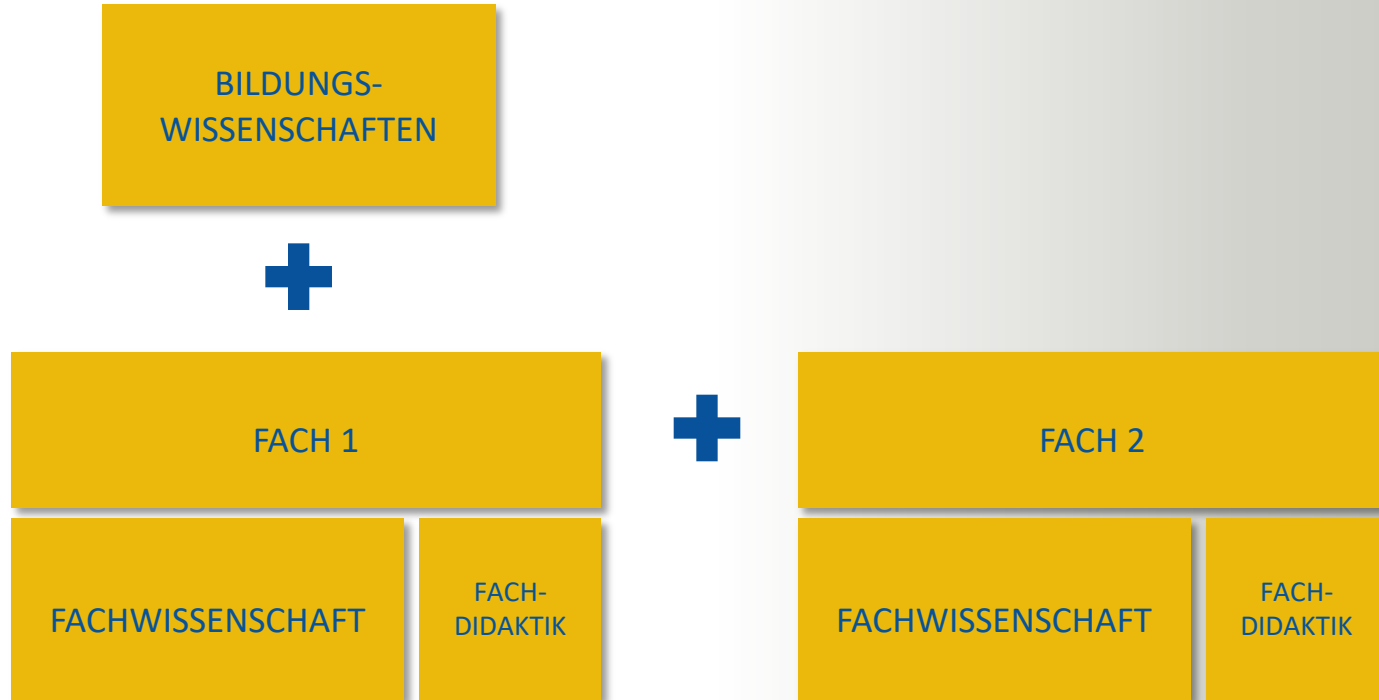 BILDUNGS-
WISSENSCHAFTEN
FACH 1
FACH 2
FACHWISSENSCHAFT
FACH-
DIDAKTIK
FACHWISSENSCHAFT
FACH-
DIDAKTIK